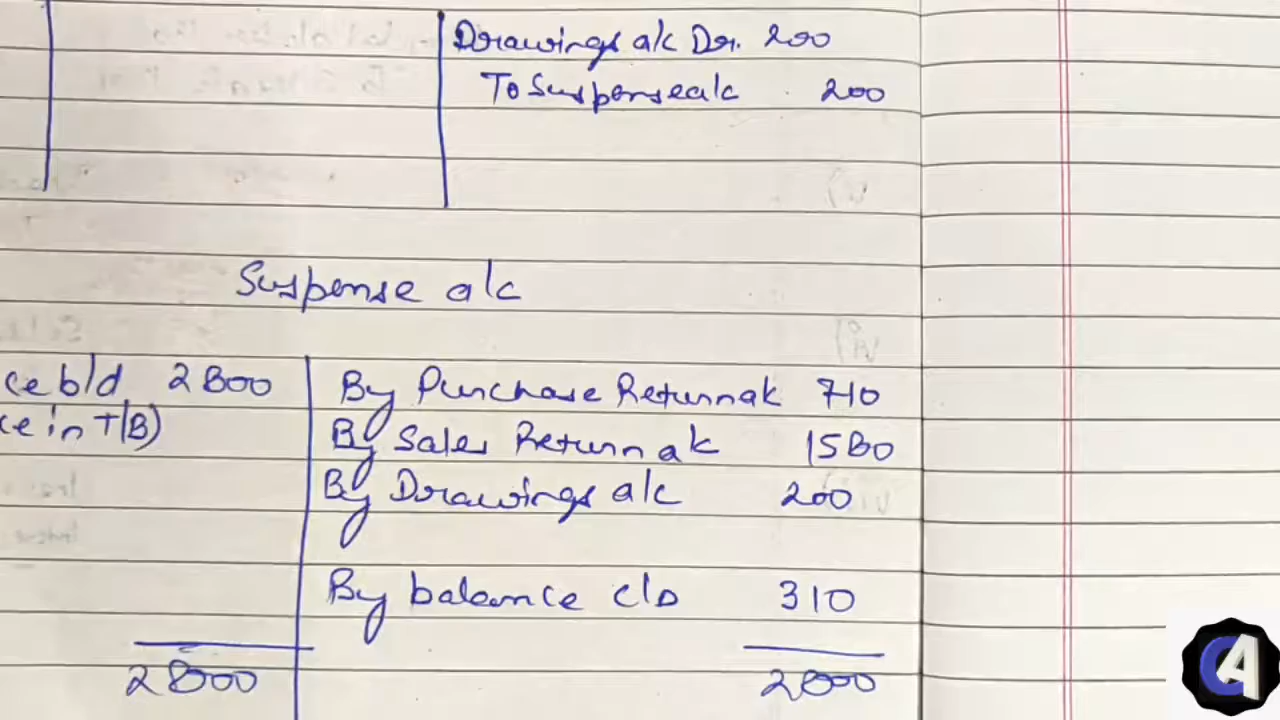 Drawings a/c Dr. 200
To Suspense a/c 200
Suspense a/c
ce b/d 2800
ce in T/B)
By Purchase Return a/c 710
By Sales Return a/c 1580
By Drawings a/c 200
By balance c/d 310
2800
2800
CA